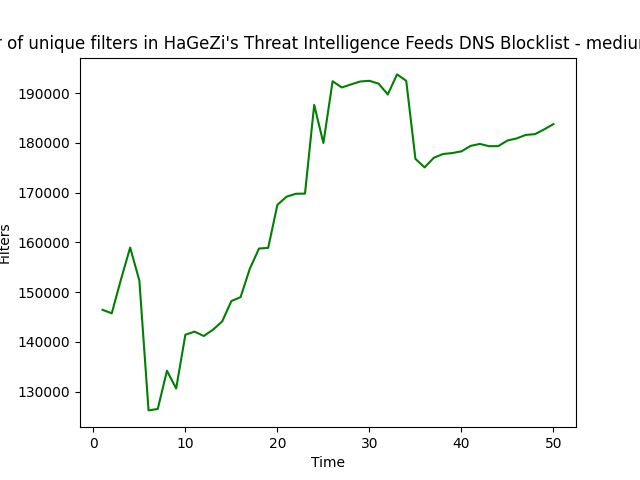 r of unique filters in HaGeZi's Threat Intelligence Feeds DNS Blocklist - mediu
190000
180000
170000
160000
150000
140000
130000
Filters
0 10 20 30 40 50
Time